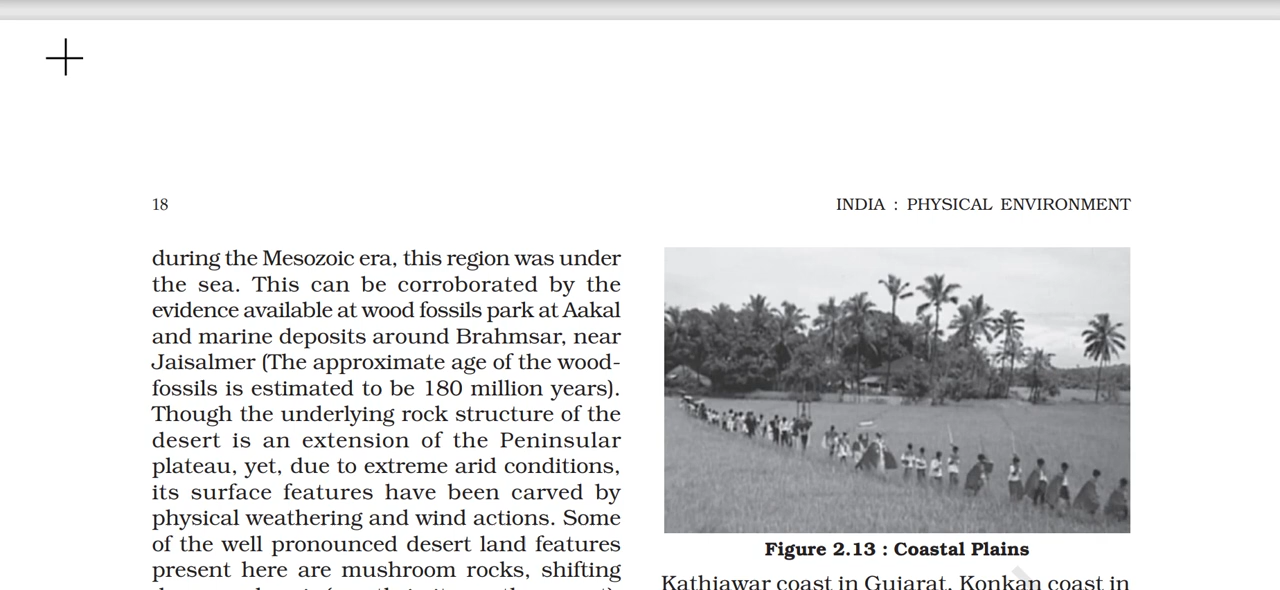 18
INDIA : PHYSICAL ENVIRONMENT
during the Mesozoic era, this region was under
the sea. This can be corroborated by the
evidence available at wood fossils park at Aakal
and marine deposits around Brahmsar, near
Jaisalmer (The approximate age of the wood-
fossils is estimated to be 180 million years).
Though the underlying rock structure of the
desert is an extension of the Peninsular
plateau, yet, due to extreme arid conditions,
its surface features have been carved by
physical weathering and wind actions. Some
of the well pronounced desert land features
present here are mushroom rocks, shifting
Figure 2.13 : Coastal Plains
Kathiawar coast in Gujarat, Konkan coast in